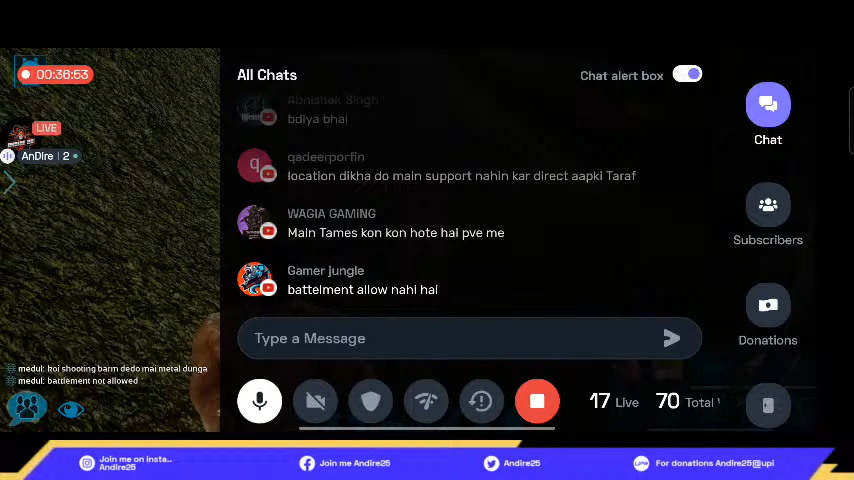 00:36:53
LIVE
AnDIre | 2
All Chats
Chat alert box
Abhishek Singh
bdiya bhai
q
qadeerporfin
location dikha do main support nahin kar direct aapki Taraf
WAGIA GAMING
Main Tames kon kon hote hai pve me
Gamer jungle
battelment allow nahi hai
Type a Message
Chat
Subscribers
Donations
medul: koi shooting barrn dedo mai metal dunga
medul: battlement not allowed
17 Live 70 Total
Join me on insta..
Andire25
Join me Andire25
Andire25
For donations Andire25@upi